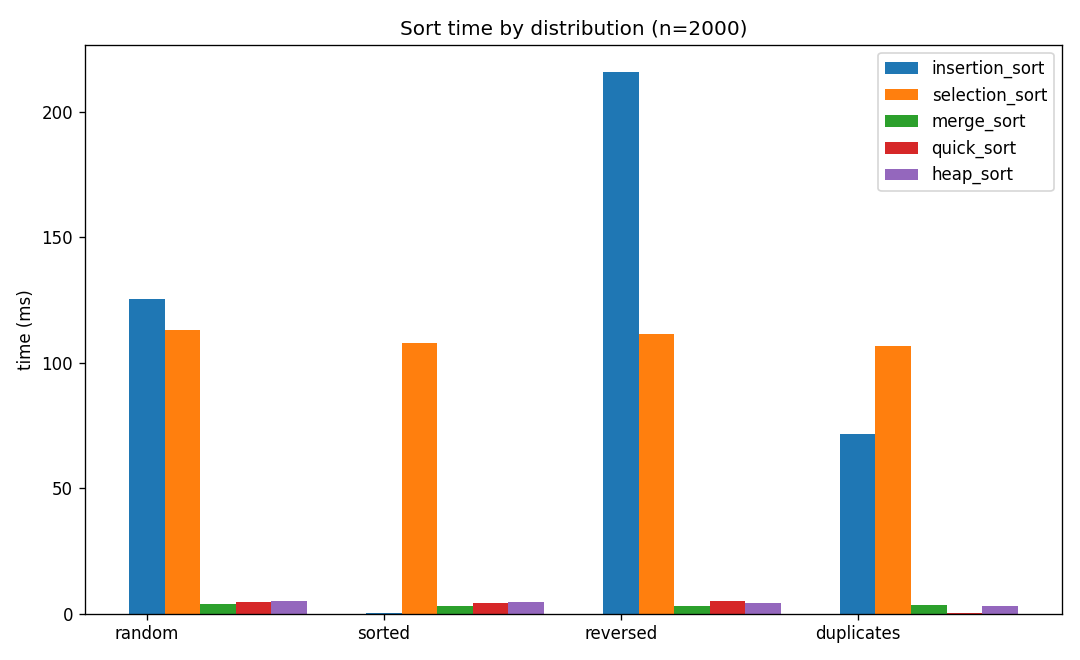 Sort time by distribution (n=2000)
insertion_sort
selection_sort
merge_sort
quick_sort
heap_sort
time (ms)
200
150
100
50
0
random
sorted
reversed
duplicates